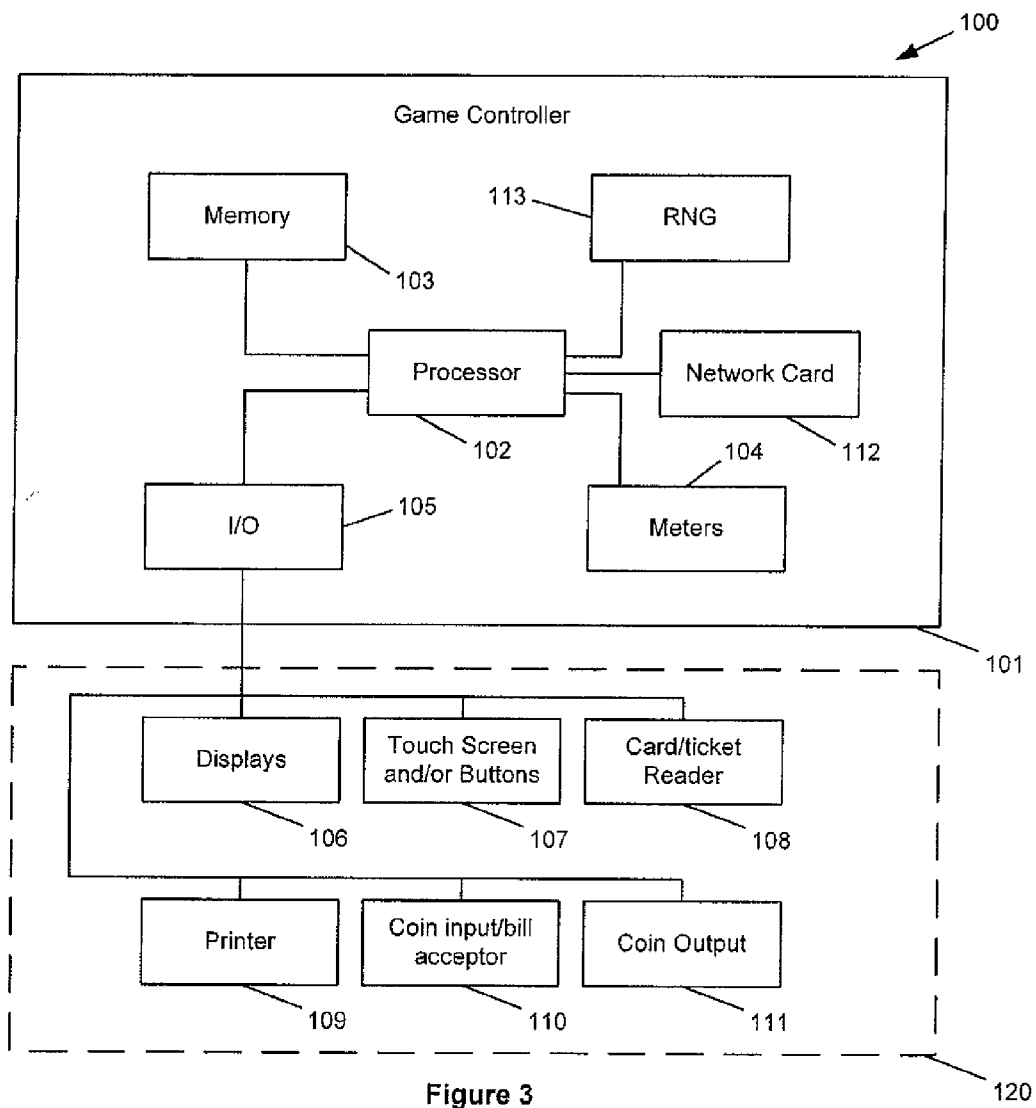 100
Game Controller
Memory
113
RNG
103
Processor
Network Card
102
104
112
I/O
105
Meters
101
Displays
Touch Screen
and/or Buttons
Card/ticket
Reader
106
107
108
Printer
Coin input/bill
acceptor
Coin Output
109
110
111
120
Figure 3